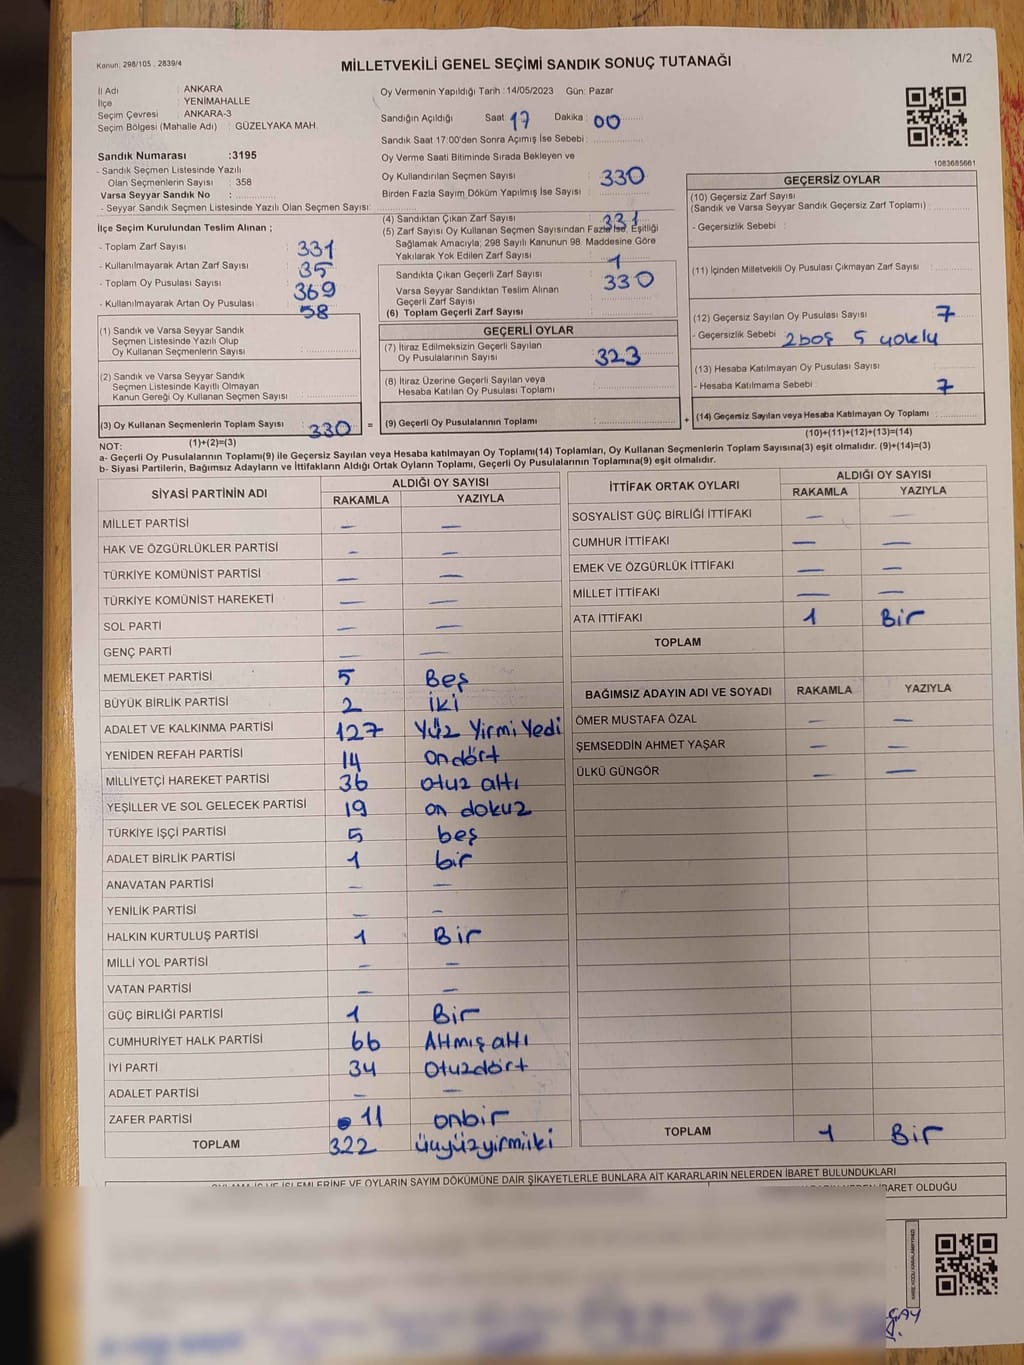 Kanun: 298/105 , 2839/4
MİLLETVEKİLİ GENEL SEÇİMİ SANDIK SONUÇ TUTANAĞI
M/2
İl Adı : ANKARA
İlçe : YENİMAHALLE
Seçim Çevresi : ANKARA-3
Seçim Bölgesi (Mahalle Adı) : GÜZELYAKA MAH.
Sandık Numarası :3195
- Sandık Seçmen Listesinde Yazılı
Olan Seçmenlerin Sayısı : 358
Varsa Seyyar Sandık No :
- Seyyar Sandık Seçmen Listesinde Yazılı Olan Seçmen Sayısı:
Oy Vermenin Yapıldığı Tarih : 14/05/2023 Gün: Pazar
Sandığın Açıldığı Saat 17 Dakika 00
Sandık Saat 17:00'den Sonra Açımış İse Sebebi :
Oy Verme Saati Bitiminde Sırada Bekleyen ve
Oy Kullandırılan Seçmen Sayısı : 330
Birden Fazla Sayım Döküm Yapılmış İse Sayısı :
1083685661
İlçe Seçim Kurulundan Teslim Alınan ;
- Toplam Zarf Sayısı : 331
- Kullanılmayarak Artan Zarf Sayısı : 35
- Toplam Oy Pusulası Sayısı : 369
- Kullanılmayarak Artan Oy Pusulası : 58
(1) Sandık ve Varsa Seyyar Sandık
Seçmen Listesinde Yazılı Olup
Oy Kullanan Seçmenlerin Sayısı :
(2) Sandık ve Varsa Seyyar Sandık
Seçmen Listesinde Kayıtlı Olmayan
Kanun Gereği Oy Kullanan Seçmen Sayısı :
(3) Oy Kullanan Seçmenlerin Toplam Sayısı : 330
(1)+(2)=(3)
(4) Sandıktan Çıkan Zarf Sayısı : 331
(5) Zarf Sayısı Oy Kullanan Seçmen Sayısından Fazla İse, Eşitliği
Sağlamak Amacıyla; 298 Sayılı Kanunun 98. Maddesine Göre
Yakılarak Yok Edilen Zarf Sayısı : 1
Sandıkta Çıkan Geçerli Zarf Sayısı : 330
Varsa Seyyar Sandıktan Teslim Alınan
Geçerli Zarf Sayısı :
(6) Toplam Geçerli Zarf Sayısı :
GEÇERLİ OYLAR
(7) İtiraz Edilmeksizin Geçerli Sayılan
Oy Pusulalarının Sayısı : 323
(8) İtiraz Üzerine Geçerli Sayılan veya
Hesaba Katılan Oy Pusulası Toplamı :
= (9) Geçerli Oy Pusulalarının Toplamı :
GEÇERSİZ OYLAR
(10) Geçersiz Zarf Sayısı
(Sandık ve Varsa Seyyar Sandık Geçersiz Zarf Toplamı) :
- Geçersizlik Sebebi :
(11) İçinden Milletvekili Oy Pusulası Çıkmayan Zarf Sayısı :
(12) Geçersiz Sayılan Oy Pusulası Sayısı : 7
- Geçersizlik Sebebi : 2 boş 5 yoklu
(13) Hesaba Katılmayan Oy Pusulası Sayısı :
- Hesaba Katılmama Sebebi : 7
+ (14) Geçersiz Sayılan veya Hesaba Katılmayan Oy Toplamı :
(10)+(11)+(12)+(13)=(14)
NOT:
a- Geçerli Oy Pusulalarının Toplamı(9) ile Geçersiz Sayılan veya Hesaba katılmayan Oy Toplamı(14) Toplamları, Oy Kullanan Seçmenlerin Toplam Sayısına(3) eşit olmalıdır. (9)+(14)=(3)
b- Siyasi Partilerin, Bağımsız Adayların ve İttifakların Aldığı Ortak Oyların Toplamı, Geçerli Oy Pusulalarının Toplamına(9) eşit olmalıdır.
SİYASİ PARTİNİN ADI ALDIĞI OY SAYISI
RAKAMLA YAZIYLA
MİLLET PARTİSİ — —
HAK VE ÖZGÜRLÜKLER PARTİSİ — —
TÜRKİYE KOMÜNİST PARTİSİ — —
TÜRKİYE KOMÜNİST HAREKETİ — —
SOL PARTİ — —
GENÇ PARTİ — —
MEMLEKET PARTİSİ 5 Beş
BÜYÜK BİRLİK PARTİSİ 2 iki
ADALET VE KALKINMA PARTİSİ 127 Yüz Yirmi Yedi
YENİDEN REFAH PARTİSİ 14 ondört
MİLLİYETÇİ HAREKET PARTİSİ 36 otuz altı
YEŞİLLER VE SOL GELECEK PARTİSİ 19 on dokuz
TÜRKİYE İŞÇİ PARTİSİ 5 beş
ADALET BİRLİK PARTİSİ 1 bir
ANAVATAN PARTİSİ — —
YENİLİK PARTİSİ — —
HALKIN KURTULUŞ PARTİSİ 1 Bir
MİLLİ YOL PARTİSİ — —
VATAN PARTİSİ — —
GÜÇ BİRLİĞİ PARTİSİ 1 Bir
CUMHURİYET HALK PARTİSİ 66 Altmış altı
İYİ PARTİ 34 Otuzdört
ADALET PARTİSİ — —
ZAFER PARTİSİ 11 onbir
TOPLAM 322 üçyüzyirmiiki
İTTİFAK ORTAK OYLARI ALDIĞI OY SAYISI
RAKAMLA YAZIYLA
SOSYALİST GÜÇ BİRLİĞİ İTTİFAKI — —
CUMHUR İTTİFAKI — —
EMEK VE ÖZGÜRLÜK İTTİFAKI — —
MİLLET İTTİFAKI — —
ATA İTTİFAKI 1 Bir
TOPLAM
BAĞIMSIZ ADAYIN ADI VE SOYADI RAKAMLA YAZIYLA
ÖMER MUSTAFA ÖZAL — —
ŞEMSEDDİN AHMET YAŞAR — —
ÜLKÜ GÜNGÖR — —
TOPLAM 1 Bir
İŞLEMLERİNE VE OYLARIN SAYIM DÖKÜMÜNE DAİR ŞİKAYETLERLE BUNLARA AİT KARARLARIN NELERDEN İBARET BULUNDUKLARI
İBARET OLDUĞU